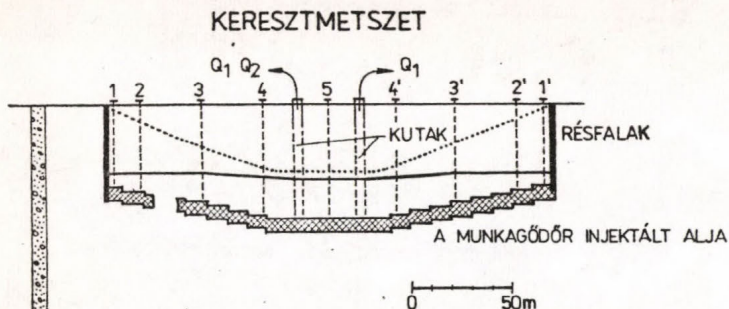 KERESZTMETSZET
Q1 Q2 Q1
1 2 3 4 5 4' 3' 2' 1'
KUTAK
RÉSFALAK
A MUNKAGŐDŐR INJEKTÁLT ALJA
0 50m